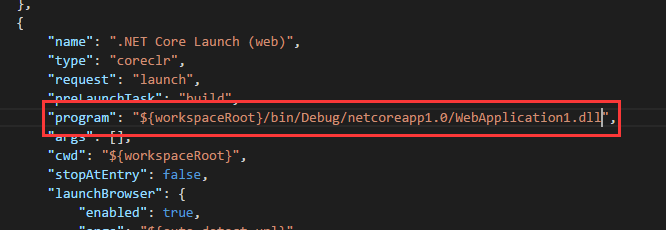 },
{
"name": ".NET Core Launch (web)",
"type": "coreclr",
"request": "launch",
"preLaunchTask": "build",
"program": "${workspaceRoot}/bin/Debug/netcoreapp1.0/WebApplication1.dll",
"args": [],
"cwd": "${workspaceRoot}",
"stopAtEntry": false,
"launchBrowser": {
"enabled": true,
"args": "${auto-detect-url}"